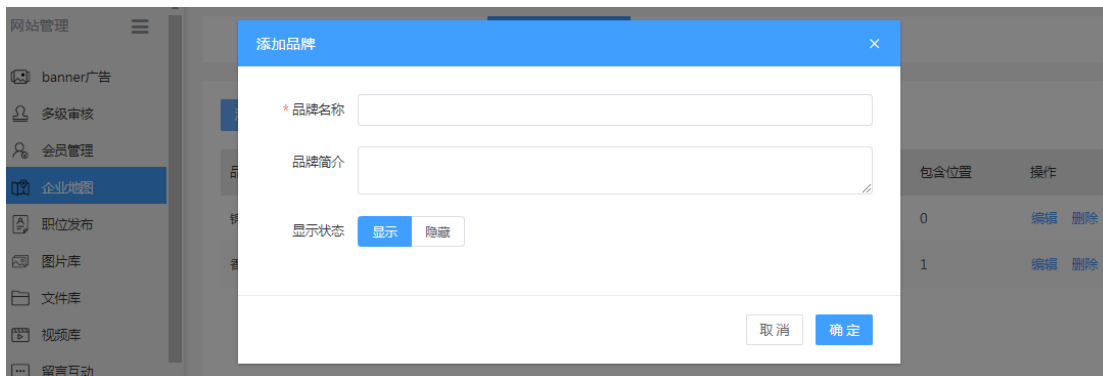 网站管理
banner广告
多级审核
会员管理
企业地图
职位发布
图片库
文件库
视频库
留言互动
添加品牌
* 品牌名称
品牌简介
显示状态 显示 隐藏
取消 确定
包含位置 操作
0 编辑 删除
1 编辑 删除